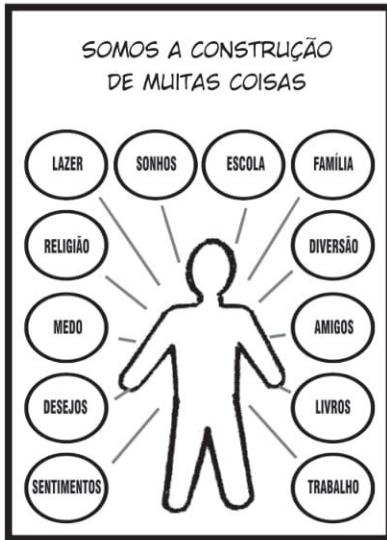 SOMOS A CONSTRUÇÃO
DE MUITAS COISAS
LAZER
SONHOS
ESCOLA
FAMÍLIA
RELIGIÃO
DIVERSÃO
MEDO
AMIGOS
DESEJOS
LIVROS
SENTIMENTOS
TRABALHO